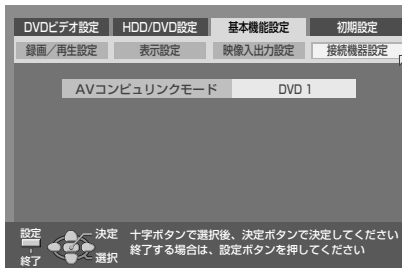 DVDビデオ設定 HDD/DVD設定 基本機能設定 初期設定
録画／再生設定 表示設定 映像入出力設定 接続機器設定
AVコンピュリンクモード DVD 1
設定 決定 十字ボタンで選択後、決定ボタンで決定してください
終了 選択 終了する場合は、設定ボタンを押してください